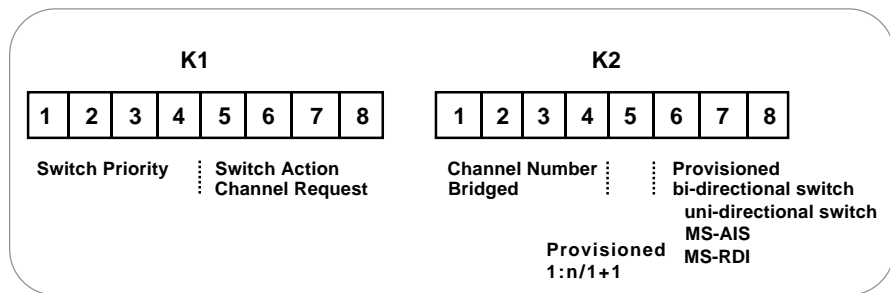 K1 K2
1 2 3 4 5 6 7 8 1 2 3 4 5 6 7 8
Switch Priority Switch Action Channel Number Provisioned
Channel Request Bridged bi-directional switch
uni-directional switch
MS-AIS
Provisioned MS-RDI
1:n/1+1